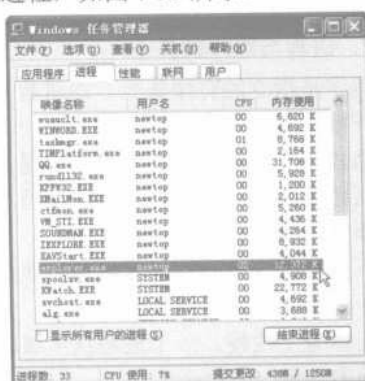 Windows 任务管理器
文件(F) 选项(O) 查看(V) 关机(U) 帮助(H)
应用程序 进程 性能 联网 用户
映像名称 用户名 CPU 内存使用
wuauclt.exe newtop 00 6,620 K
WINWORD.EXE newtop 00 4,692 K
taskmgr.exe newtop 01 8,766 K
TIMPlatform.exe newtop 00 2,164 K
QQ.exe newtop 00 31,706 K
rundll32.exe newtop 00 5,928 K
KPFW32.EXE newtop 00 1,200 K
KMailMon.EXE newtop 00 2,012 K
ctfmon.exe newtop 00 5,260 K
VM_STI.EXE newtop 00 4,436 K
SOUNDMAN.EXE newtop 00 4,264 K
IEXPLORE.EXE newtop 00 8,932 K
KAVStart.EXE newtop 00 4,044 K
explorer.exe newtop 00
spoolsv.exe SYSTEM 00 4,908 K
KWatch.EXE SYSTEM 00 22,772 K
svchost.exe LOCAL SERVICE 00 4,692 K
alg.exe LOCAL SERVICE 00 3,688 K
显示所有用户的进程(S) 结束进程(E)
进程数: 33 CPU 使用: 7% 提交更改: 438M / 1250M